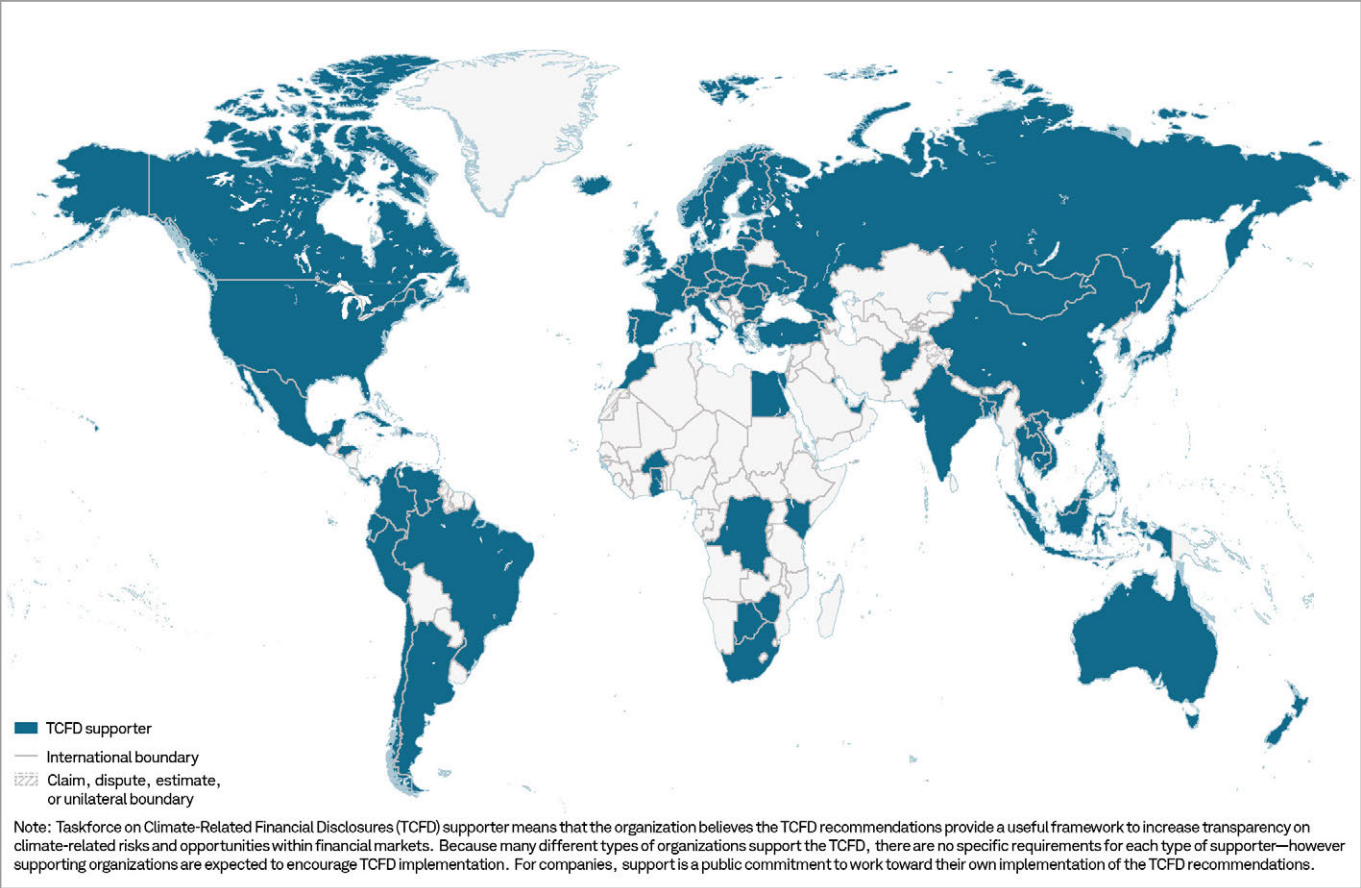 TCFD supporter
International boundary
Claim, dispute, estimate,
or unilateral boundary
Note: Taskforce on Climate-Related Financial Disclosures (TCFD) supporter means that the organization believes the TCFD recommendations provide a useful framework to increase transparency on
climate-related risks and opportunities within financial markets. Because many different types of organizations support the TCFD, there are no specific requirements for each type of supporter—however
supporting organizations are expected to encourage TCFD implementation. For companies, support is a public commitment to work toward their own implementation of the TCFD recommendations.